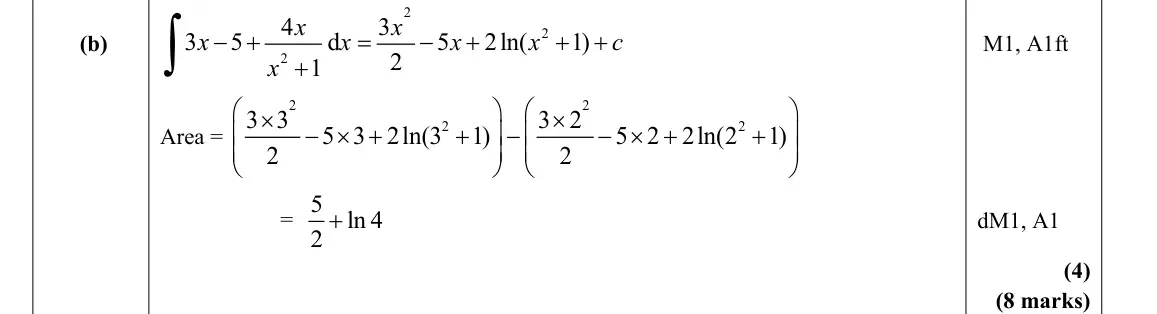 (b) ∫ 3x − 5 + 4x/(x² + 1) dx = 3x²/2 − 5x + 2 ln(x² + 1) + c M1, A1ft
Area = (3×3²/2 − 5×3 + 2 ln(3² + 1)) − (3×2²/2 − 5×2 + 2 ln(2² + 1))
= 5/2 + ln 4 dM1, A1
(4)
(8 marks)